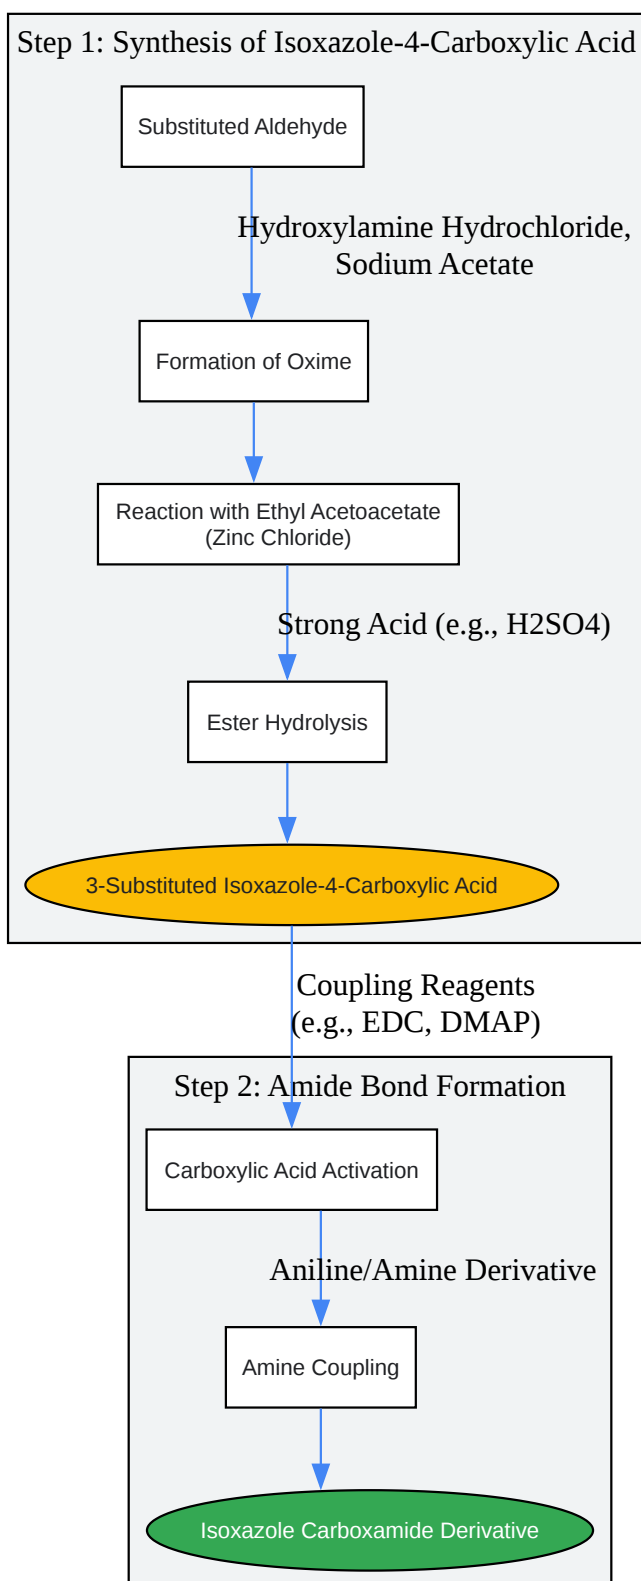 Step 1: Synthesis of Isoxazole-4-Carboxylic Acid
Substituted Aldehyde
Hydroxylamine Hydrochloride,
Sodium Acetate
Formation of Oxime
Reaction with Ethyl Acetoacetate
(Zinc Chloride)
Strong Acid (e.g., H2SO4)
Ester Hydrolysis
3-Substituted Isoxazole-4-Carboxylic Acid
Coupling Reagents
(e.g., EDC, DMAP)
Step 2: Amide Bond Formation
Carboxylic Acid Activation
Aniline/Amine Derivative
Amine Coupling
Isoxazole Carboxamide Derivative